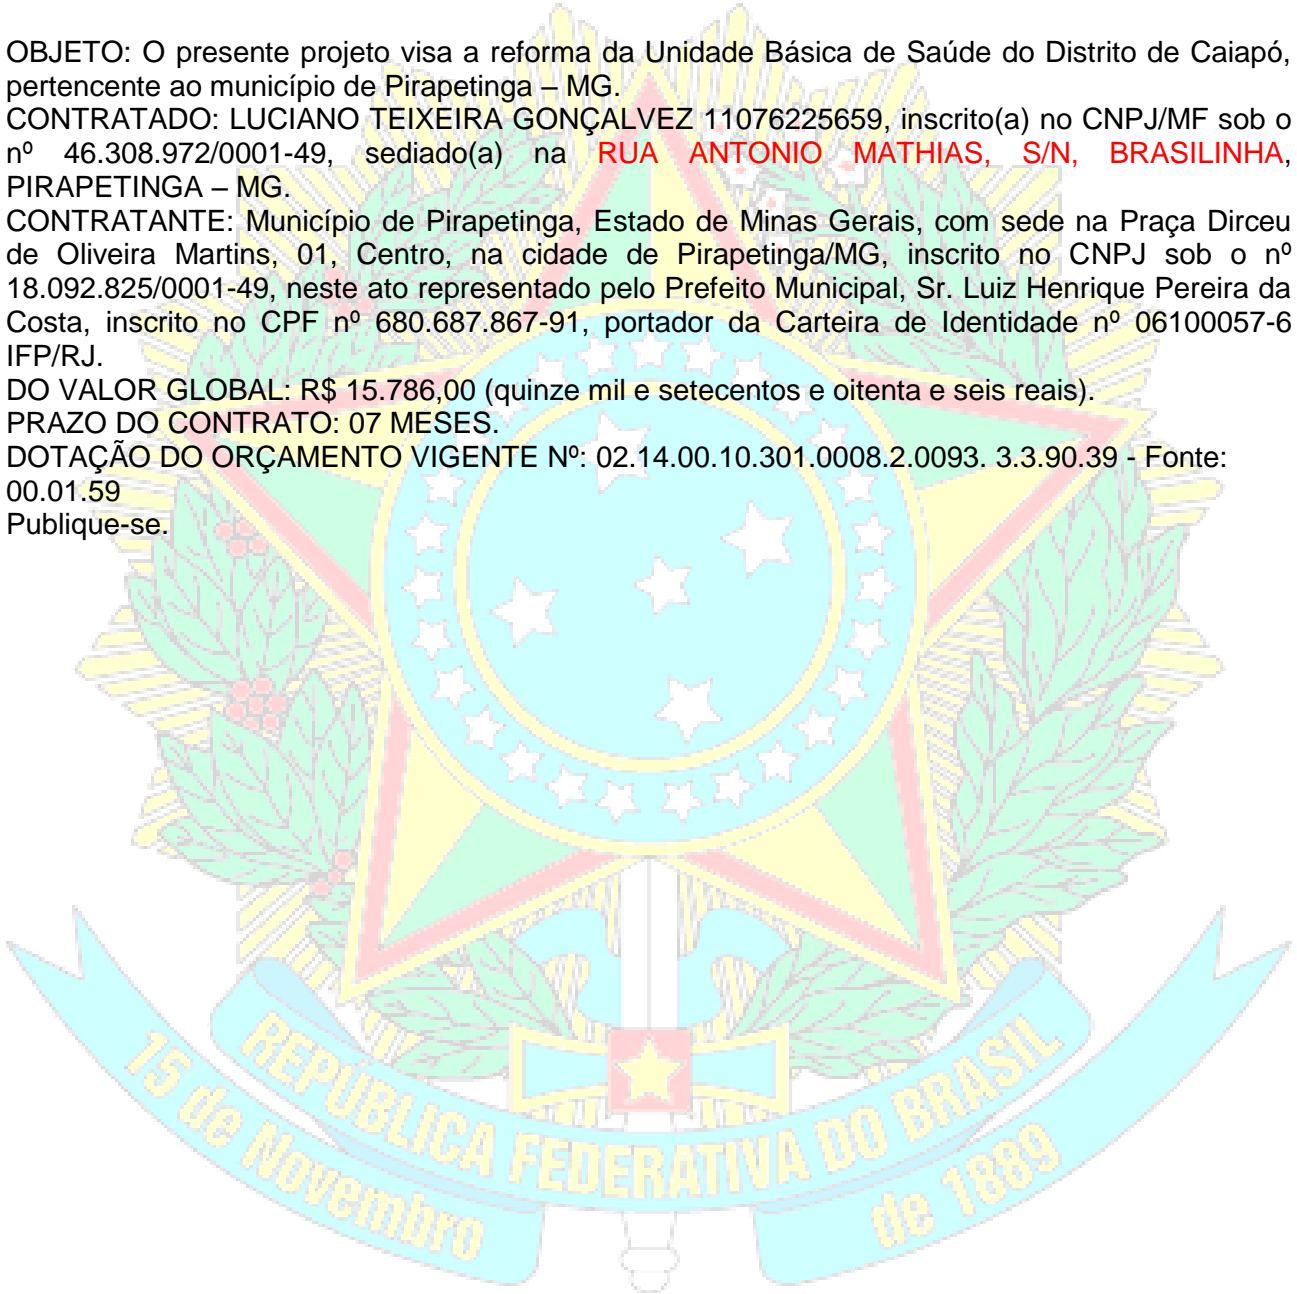 OBJETO: O presente projeto visa a reforma da Unidade Básica de Saúde do Distrito de Caiapó,
pertencente ao município de Pirapetinga – MG.
CONTRATADO: LUCIANO TEIXEIRA GONÇALVEZ 11076225659, inscrito(a) no CNPJ/MF sob o
nº 46.308.972/0001-49, sediado(a) na RUA ANTONIO MATHIAS, S/N, BRASILINHA,
PIRAPETINGA – MG.
CONTRATANTE: Município de Pirapetinga, Estado de Minas Gerais, com sede na Praça Dirceu
de Oliveira Martins, 01, Centro, na cidade de Pirapetinga/MG, inscrito no CNPJ sob o nº
18.092.825/0001-49, neste ato representado pelo Prefeito Municipal, Sr. Luiz Henrique Pereira da
Costa, inscrito no CPF nº 680.687.867-91, portador da Carteira de Identidade nº 06100057-6
IFP/RJ.
DO VALOR GLOBAL: R$ 15.786,00 (quinze mil e setecentos e oitenta e seis reais).
PRAZO DO CONTRATO: 07 MESES.
DOTAÇÃO DO ORÇAMENTO VIGENTE Nº: 02.14.00.10.301.0008.2.0093. 3.3.90.39 - Fonte:
00.01.59
Publique-se.
REPÚBLICA FEDERATIVA DO BRASIL
15 de Novembro de 1889